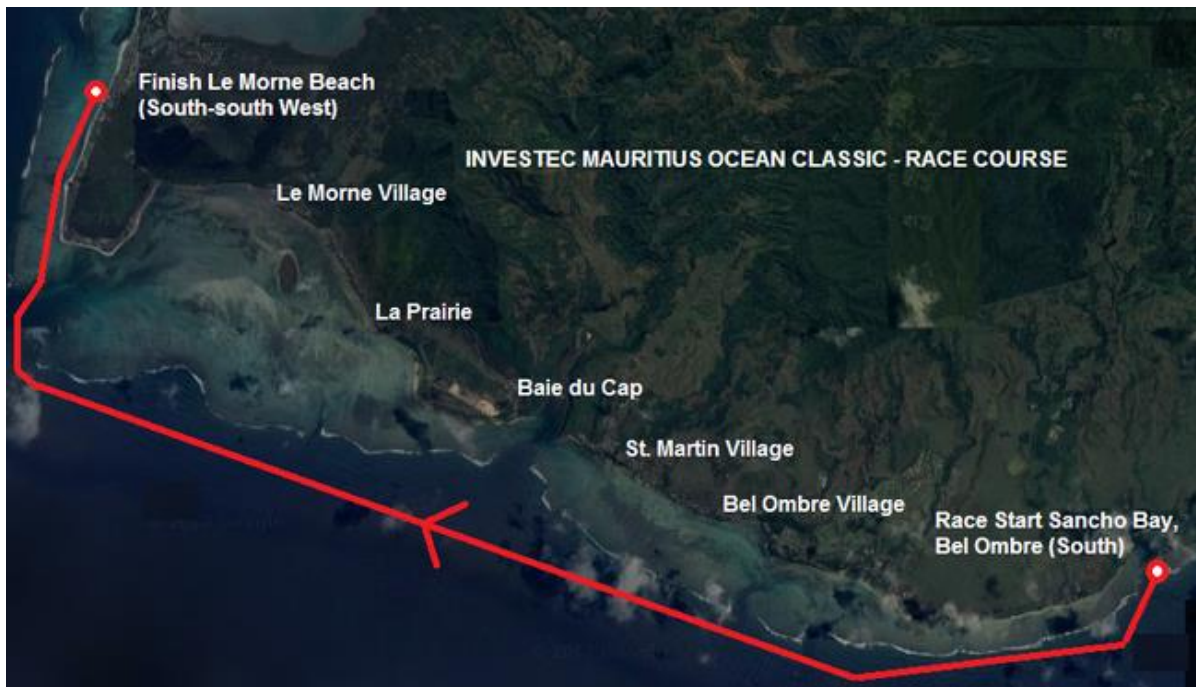 Finish Le Morne Beach
(South-south West)
INVESTEC MAURITIUS OCEAN CLASSIC - RACE COURSE
Le Morne Village
La Prairie
Baie du Cap
St. Martin Village
Bel Ombre Village
Race Start Sancho Bay,
Bel Ombre (South)